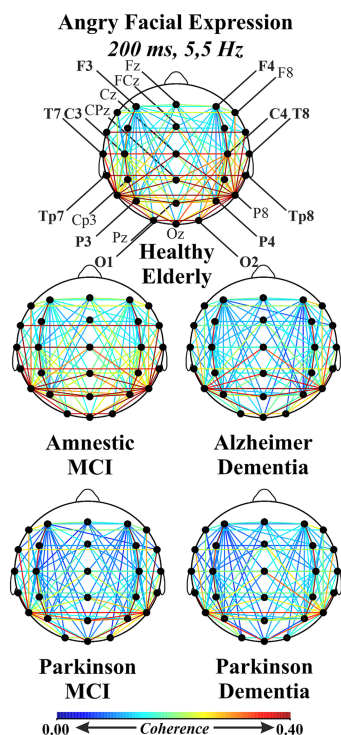 Angry Facial Expression
200 ms, 5,5 Hz
F3 Fz F4
FCz F8
Cz
T7 C3 CPz C4 T8
Tp7 Cp3 P8 Tp8
P3 Pz Oz P4
O1 Healthy O2
Elderly
Amnestic Alzheimer
MCI Dementia
Parkinson Parkinson
MCI Dementia
0.00 Coherence 0.40